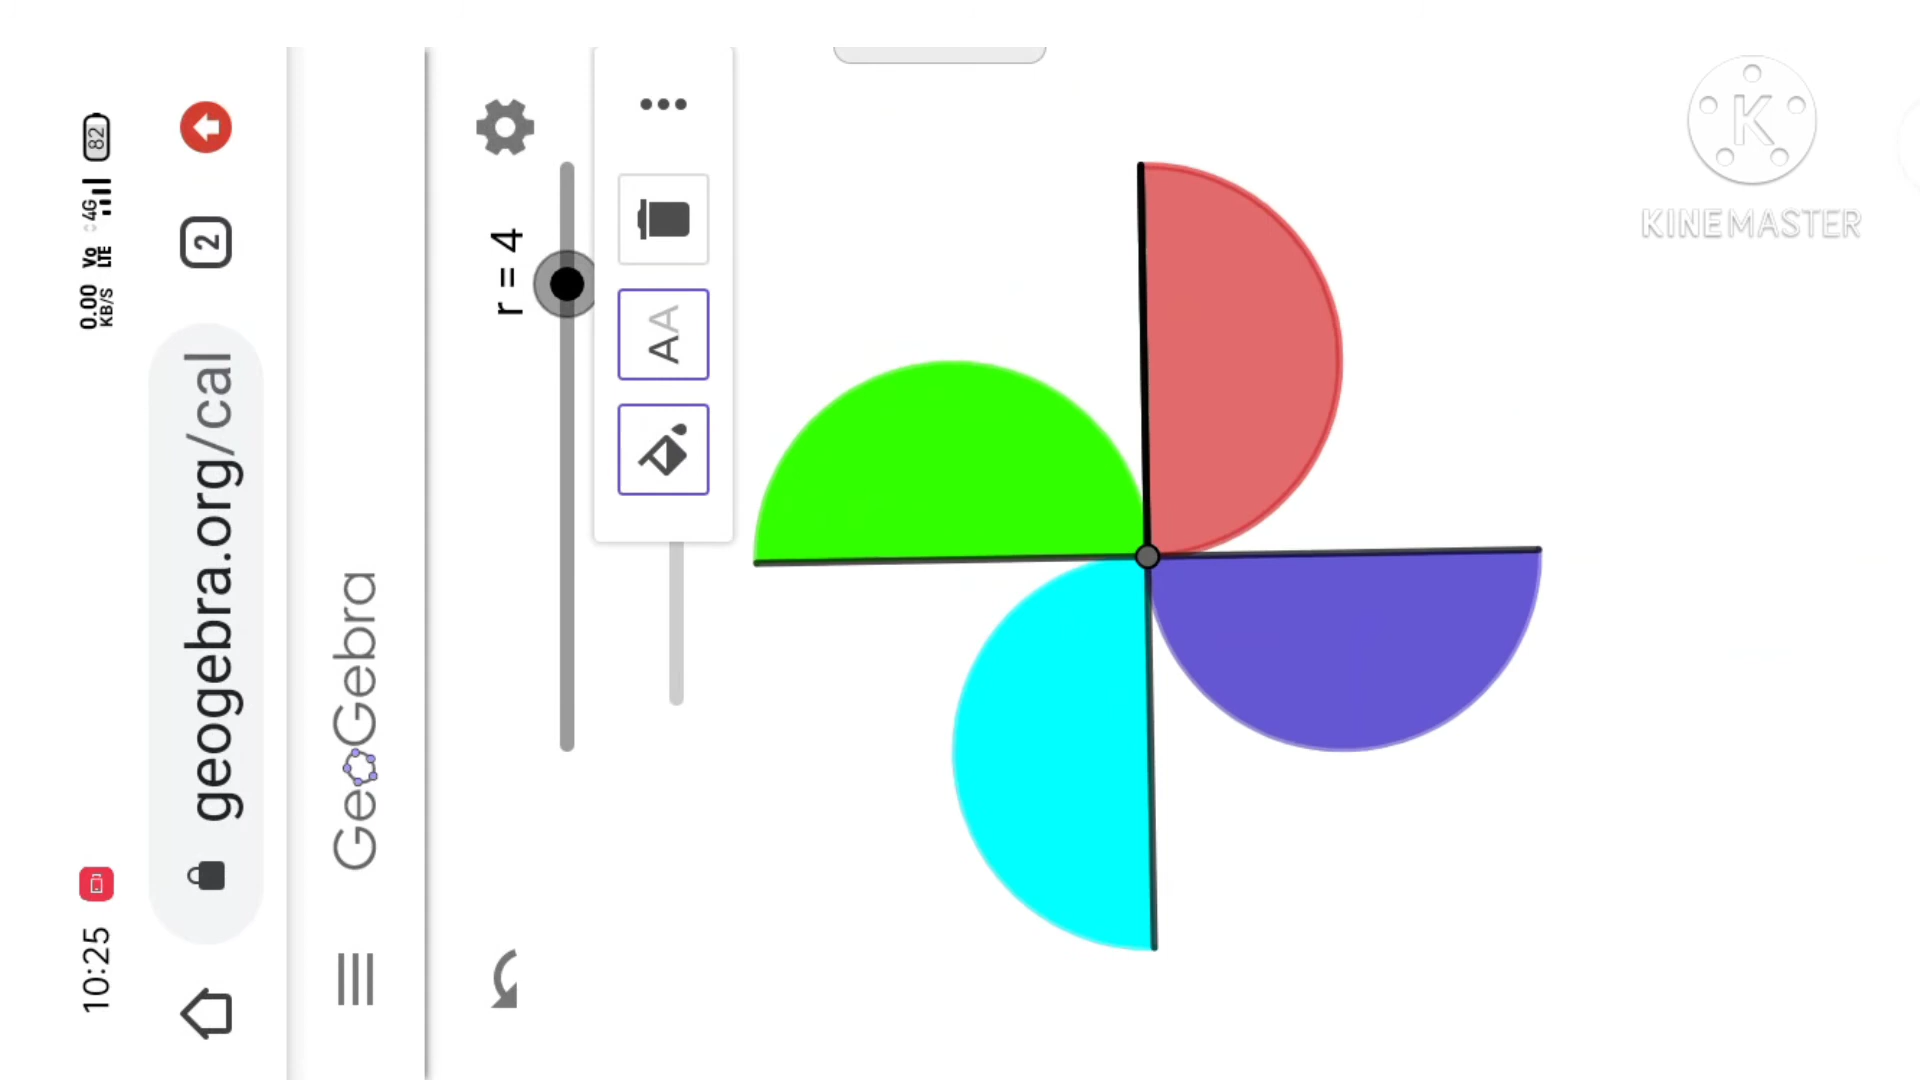 10:25
0.00
KB/S
Vo
LTE
4G
82
geogebra.org/cal
2
GeoGebra
r = 4
AA
K
KINEMASTER